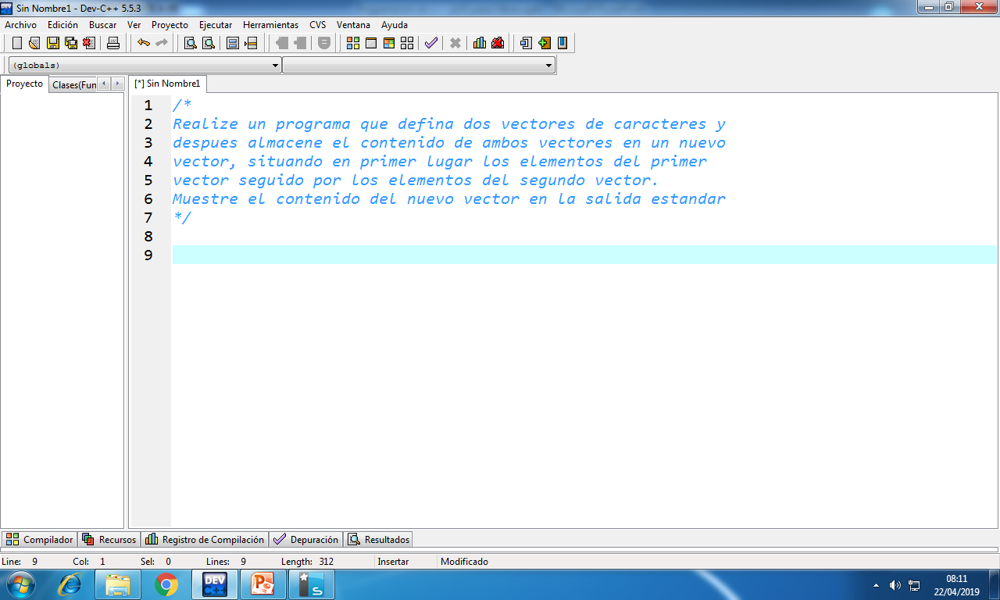 Sin Nombre1 - Dev-C++ 5.5.3
Archivo Edición Buscar Ver Proyecto Ejecutar Herramientas CVS Ventana Ayuda
(globals)
Proyecto Clases(Fun [*] Sin Nombre1
1 /*
2 Realize un programa que defina dos vectores de caracteres y
3 despues almacene el contenido de ambos vectores en un nuevo
4 vector, situando en primer lugar los elementos del primer
5 vector seguido por los elementos del segundo vector.
6 Muestre el contenido del nuevo vector en la salida estandar
7 */
8
9
Compilador Recursos Registro de Compilación Depuración Resultados
Line: 9 Col: 1 Sel: 0 Lines: 9 Length: 312 Insertar Modificado
DEV C++ P S 08:11
22/04/2019